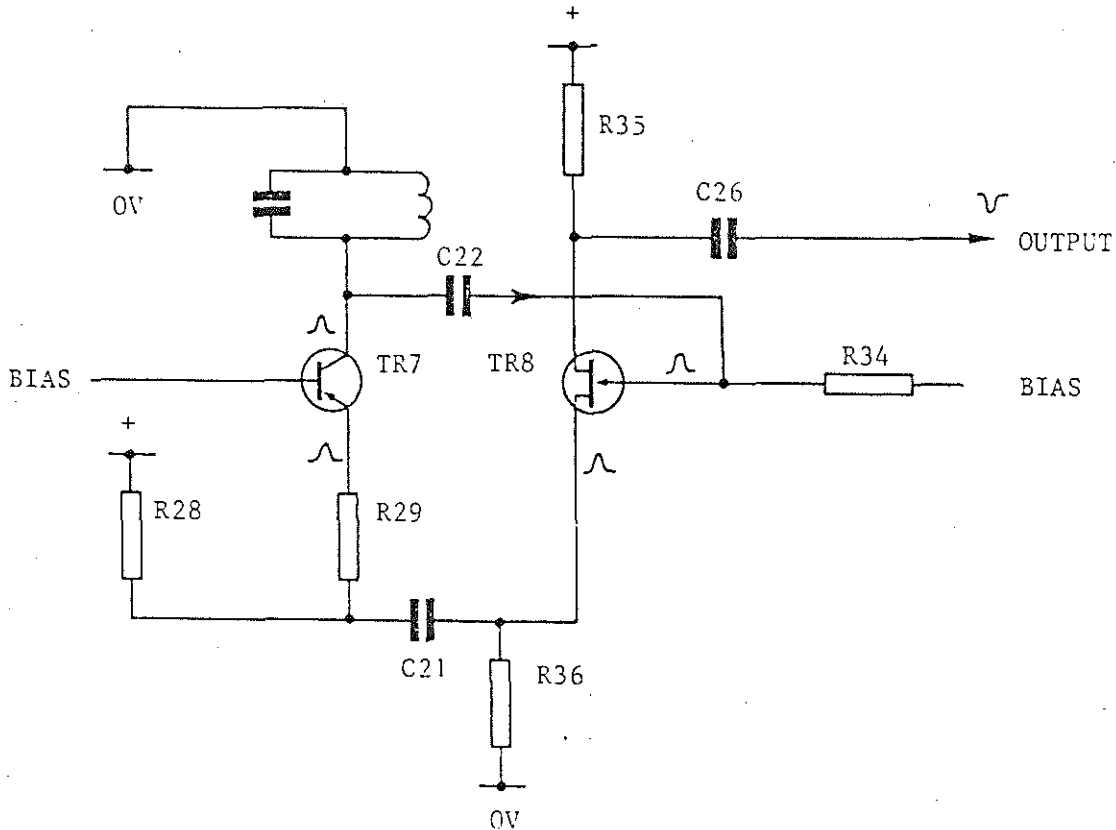 +
R35
0V
C26
OUTPUT
C22
TR7
TR8
R34
BIAS
BIAS
+
R28
R29
C21
R36
0V